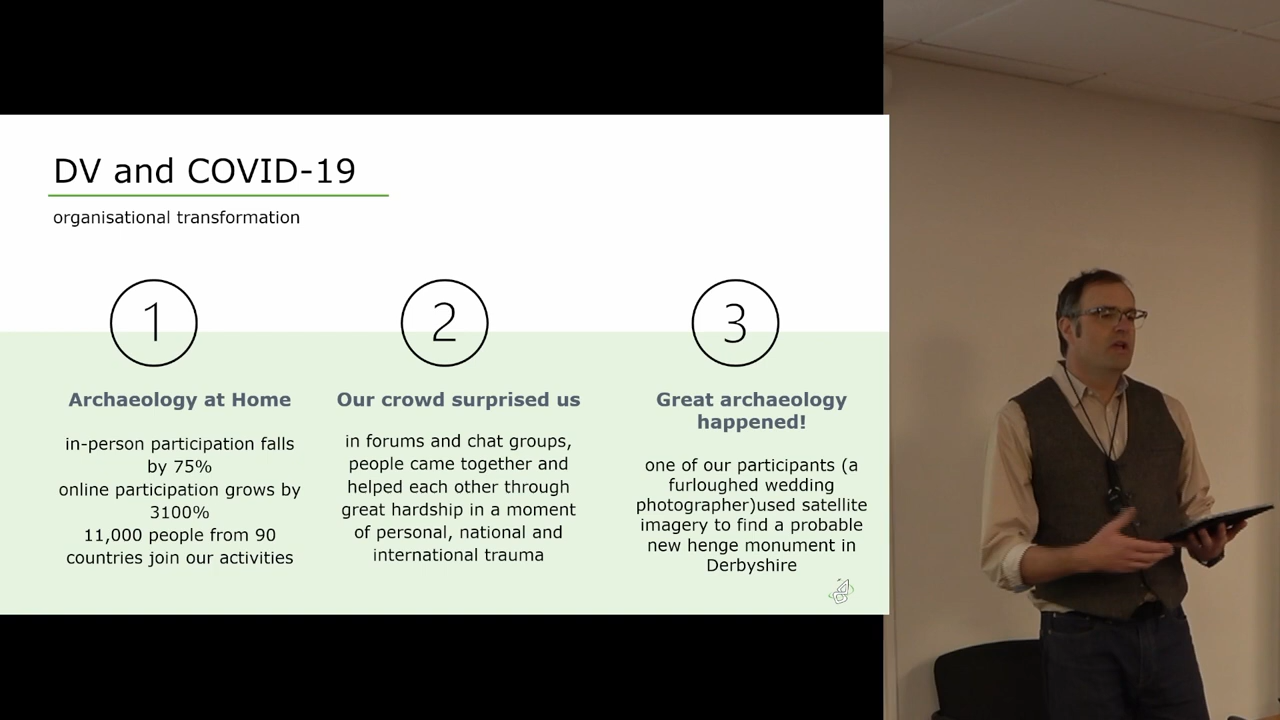 DV and COVID-19
organisational transformation
1
Archaeology at Home
in-person participation falls
by 75%
online participation grows by
3100%
11,000 people from 90
countries join our activities
2
Our crowd surprised us
in forums and chat groups,
people came together and
helped each other through
great hardship in a moment
of personal, national and
international trauma
3
Great archaeology
happened!
one of our participants (a
furloughed wedding
photographer)used satellite
imagery to find a probable
new henge monument in
Derbyshire